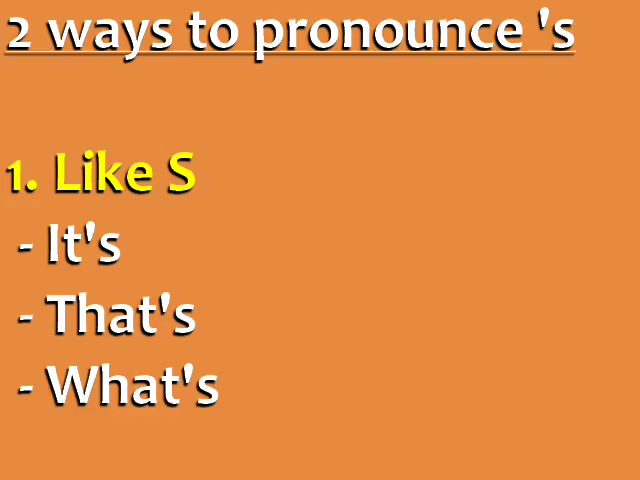 2 ways to pronounce 's
1. Like S
- It's
- That's
- What's